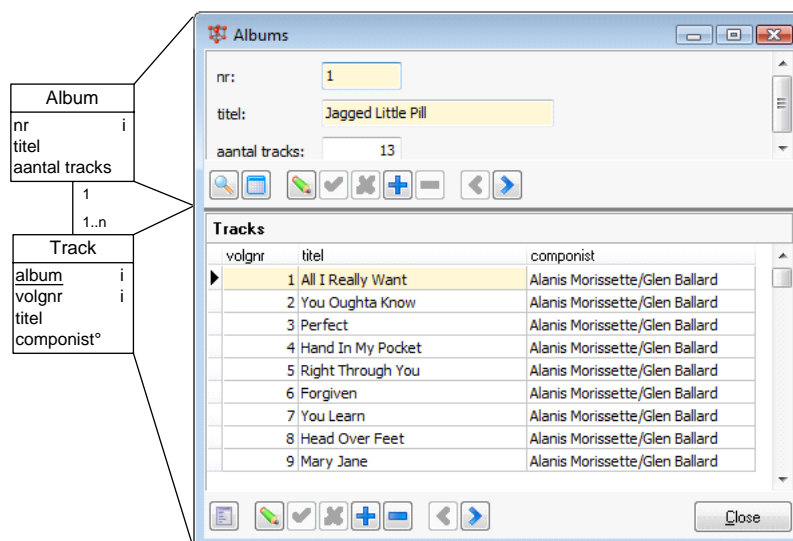 Albums
nr: 1
titel: Jagged Little Pill
aantal tracks: 13
Album
nr i
titel
aantal tracks
1
1..n
Track
album i
volgnr i
titel
componist°
Tracks
volgnr titel componist
1 All I Really Want Alanis Morissette/Glen Ballard
2 You Oughta Know Alanis Morissette/Glen Ballard
3 Perfect Alanis Morissette/Glen Ballard
4 Hand In My Pocket Alanis Morissette/Glen Ballard
5 Right Through You Alanis Morissette/Glen Ballard
6 Forgiven Alanis Morissette/Glen Ballard
7 You Learn Alanis Morissette/Glen Ballard
8 Head Over Feet Alanis Morissette/Glen Ballard
9 Mary Jane Alanis Morissette/Glen Ballard
Close